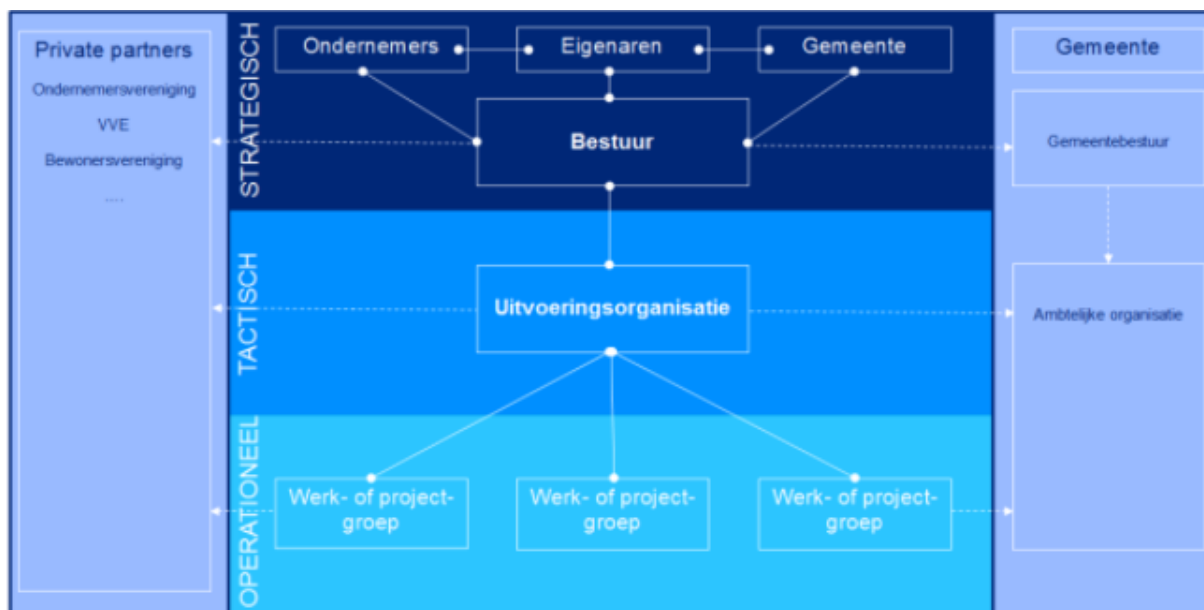 Private partners
Ondernemersvereniging
VVE
Bewonersvereniging
....
STRATEGISCH
Ondernemers
Eigenaren
Gemeente
Bestuur
TACTISCH
Uitvoeringsorganisatie
OPERATIONEEL
Werk- of project-
groep
Werk- of project-
groep
Werk- of project-
groep
Gemeente
Gemeentebestuur
Ambtelijke organisatie